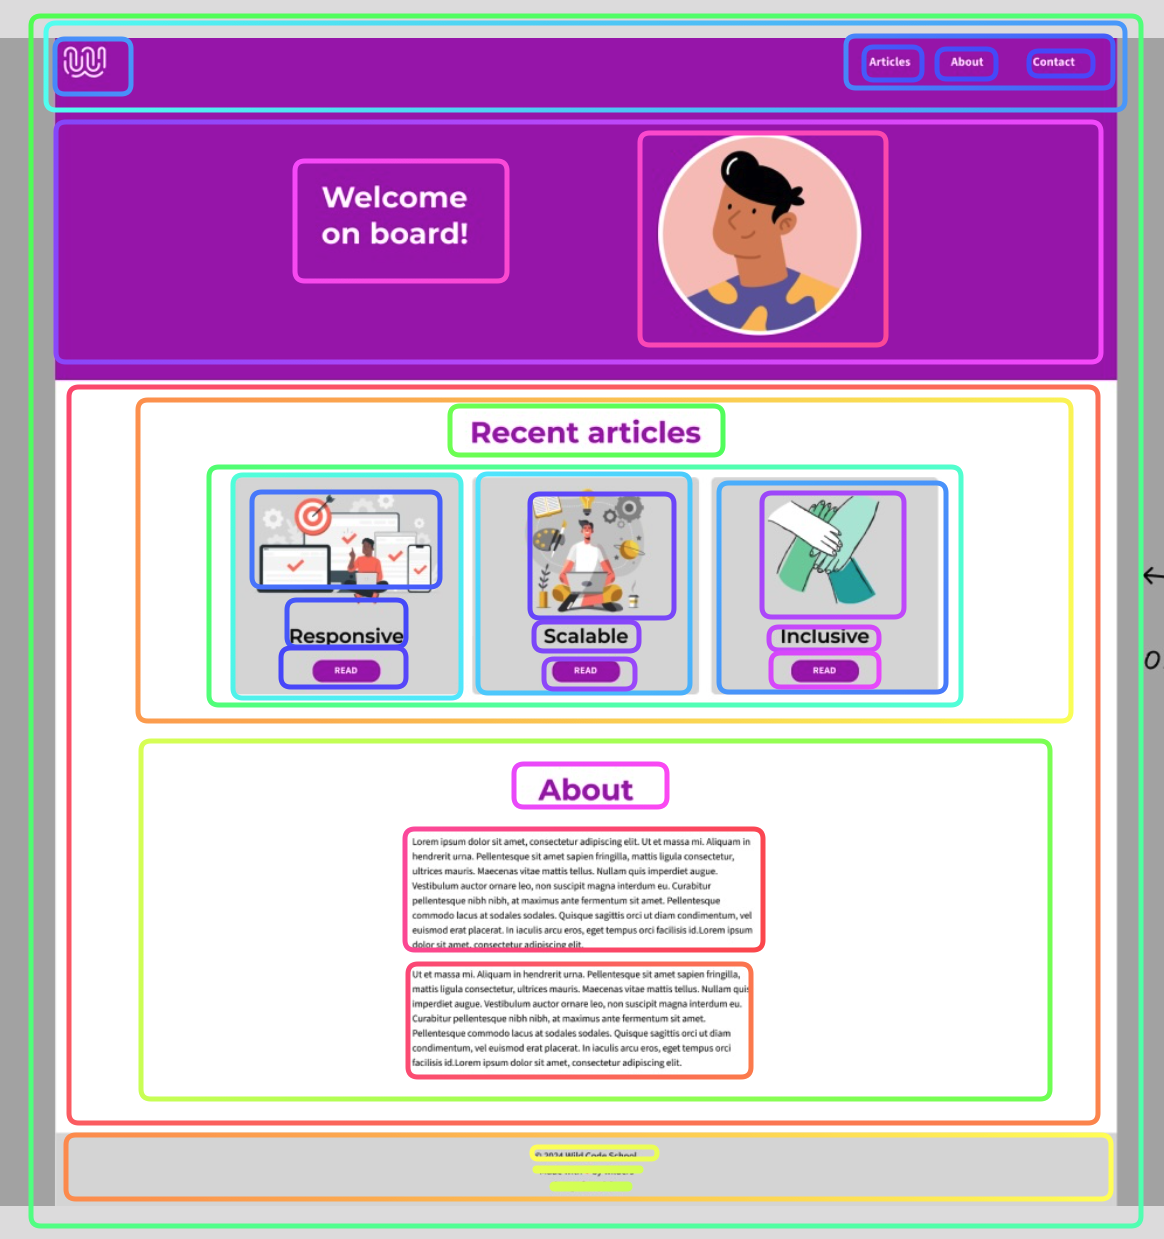 Articles About Contact
Welcome
on board!
Recent articles
Responsive Scalable Inclusive
READ READ READ
About
Lorem ipsum dolor sit amet, consectetur adipiscing elit. Ut et massa mi. Aliquam in
hendrerit urna. Pellentesque sit amet sapien fringilla, mattis ligula consectetur,
ultrices mauris. Maecenas vitae mattis tellus. Nullam quis imperdiet augue.
Vestibulum auctor ornare leo, non suscipit magna interdum eu. Curabitur
pellentesque nibh nibh, at maximus ante fermentum sit amet. Pellentesque
commodo lacus at sodales sodales. Quisque sagittis orci ut diam condimentum, vel
euismod erat placerat. In iaculis arcu eros, eget tempus orci facilisis id.Lorem ipsum
dolor sit amet, consectetur adipiscing elit.
Ut et massa mi. Aliquam in hendrerit urna. Pellentesque sit amet sapien fringilla,
mattis ligula consectetur, ultrices mauris. Maecenas vitae mattis tellus. Nullam quis
imperdiet augue. Vestibulum auctor ornare leo, non suscipit magna interdum eu.
Curabitur pellentesque nibh nibh, at maximus ante fermentum sit amet.
Pellentesque commodo lacus at sodales sodales. Quisque sagittis orci ut diam
condimentum, vel euismod erat placerat. In iaculis arcu eros, eget tempus orci
facilisis id.Lorem ipsum dolor sit amet, consectetur adipiscing elit.
© 2024 Wild Code School